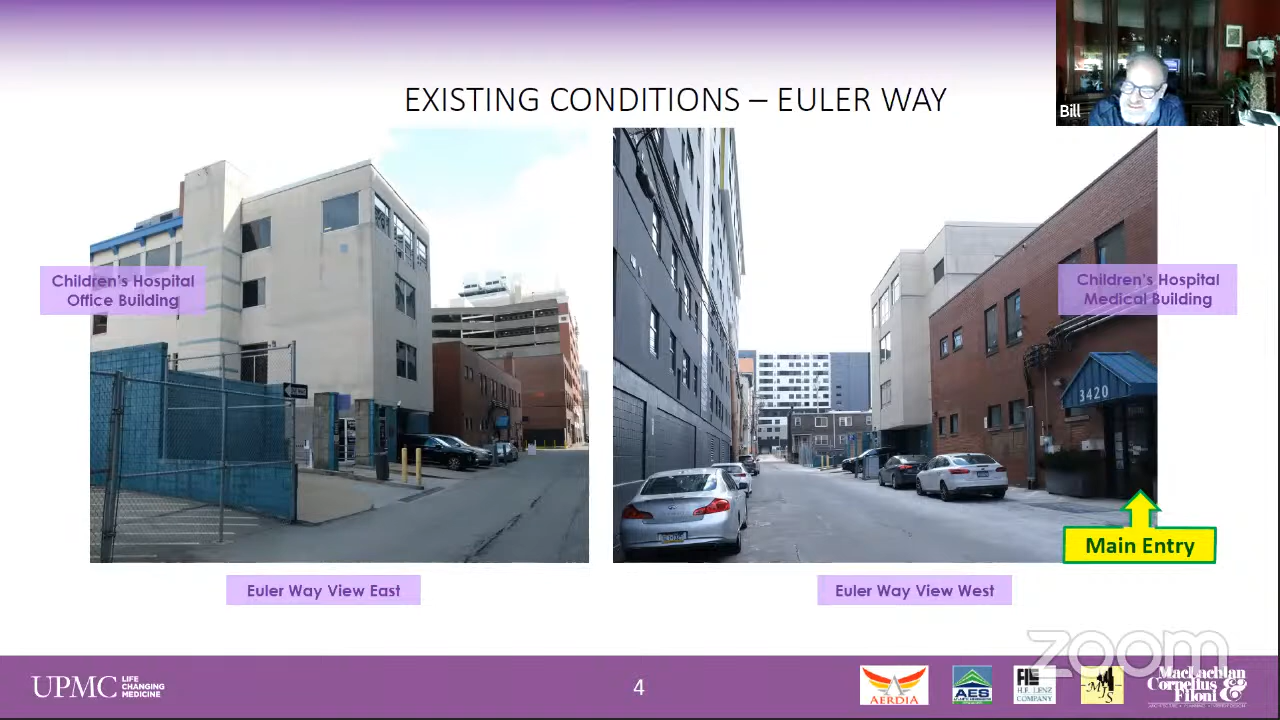 EXISTING CONDITIONS – EULER WAY
Bill
Children's Hospital
Office Building
Children's Hospital
Medical Building
3420
Main Entry
Euler Way View East
Euler Way View West
zoom
UPMC LIFE
CHANGING
MEDICINE
4
AERDIA
AES
H.F. LENZ
COMPANY
MJS
MacLachlan
Cornelius &
Filoni